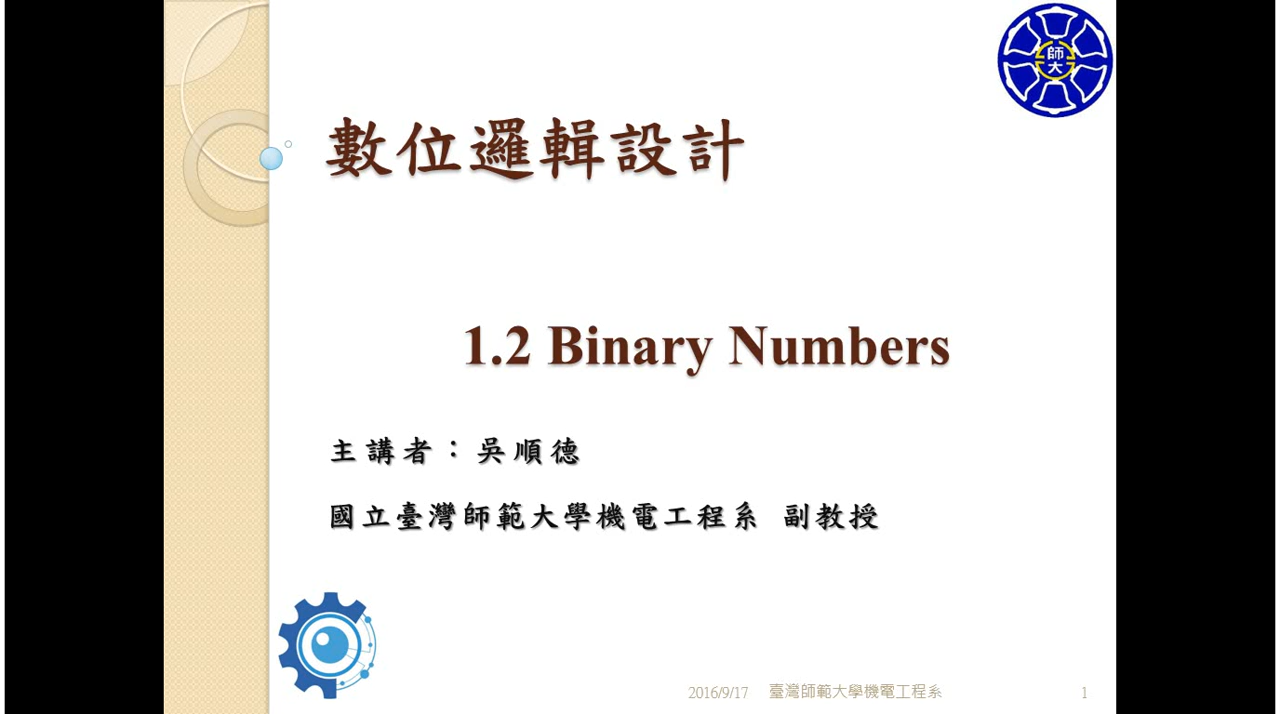 師大
數位邏輯設計
1.2 Binary Numbers
主講者：吳順德
國立臺灣師範大學機電工程系 副教授
2016/9/17 臺灣師範大學機電工程系 1